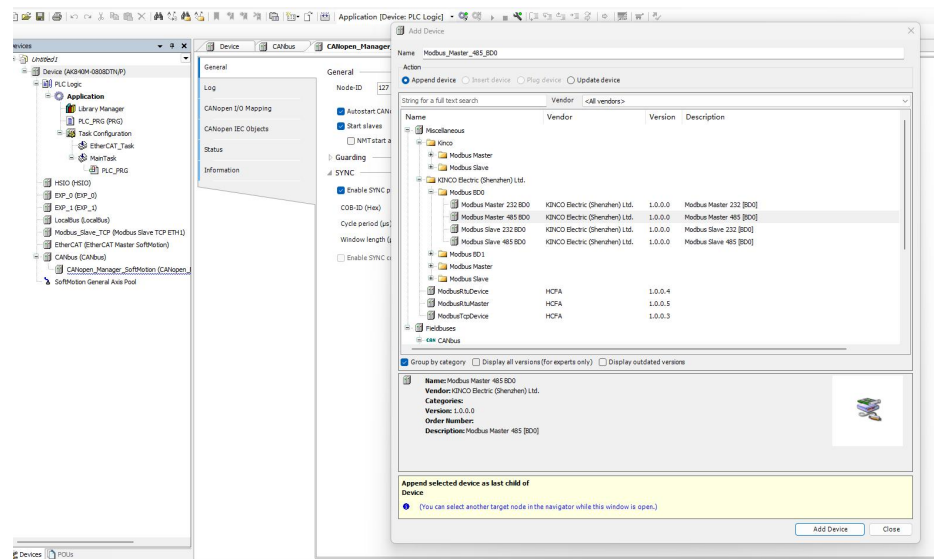 Application [Device: PLC Logic]
Devices
Untitled1
Device (AK840M-0808DTN/P)
PLC Logic
Application
Library Manager
PLC_PRG (PRG)
Task Configuration
EtherCAT_Task
MainTask
PLC_PRG
HSIO (HSIO)
EXP_0 (EXP_0)
EXP_1 (EXP_1)
LocalBus (LocalBus)
Modbus_Slave_TCP (Modbus Slave TCP ETH1)
EtherCAT (EtherCAT Master SoftMotion)
CANbus (CANbus)
CANopen_Manager_SoftMotion (CANopen_
SoftMotion General Axis Pool
Devices POUs
Device CANbus CANopen_Manager
General
Log
CANopen I/O Mapping
CANopen IEC Objects
Status
Information
General
Node-ID 127
Autostart CAN
Start slaves
NMT start a
Guarding
SYNC
Enable SYNC p
COB-ID (Hex)
Cycle period (µs)
Window length (
Enable SYNC c
Add Device
Name Modbus_Master_485_BD0
Action
Append device Insert device Plug device Update device
String for a full text search Vendor <All vendors>
Name Vendor Version Description
Miscellaneous
Kinco
Modbus Master
Modbus Slave
KINCO Electric (Shenzhen) Ltd.
Modbus BD0
Modbus Master 232 BD0 KINCO Electric (Shenzhen) Ltd. 1.0.0.0 Modbus Master 232 [BD0]
Modbus Master 485 BD0 KINCO Electric (Shenzhen) Ltd. 1.0.0.0 Modbus Master 485 [BD0]
Modbus Slave 232 BD0 KINCO Electric (Shenzhen) Ltd. 1.0.0.0 Modbus Slave 232 [BD0]
Modbus Slave 485 BD0 KINCO Electric (Shenzhen) Ltd. 1.0.0.0 Modbus Slave 485 [BD0]
Modbus BD1
Modbus Master
Modbus Slave
ModbusRtuDevice HCFA 1.0.0.4
ModbusRtuMaster HCFA 1.0.0.5
ModbusTcpDevice HCFA 1.0.0.3
Fieldbuses
CAN CANbus
Group by category Display all versions (for experts only) Display outdated versions
Name: Modbus Master 485 BD0
Vendor: KINCO Electric (Shenzhen) Ltd.
Categories:
Version: 1.0.0.0
Order Number:
Description: Modbus Master 485 [BD0]
Append selected device as last child of
Device
(You can select another target node in the navigator while this window is open.)
Add Device Close